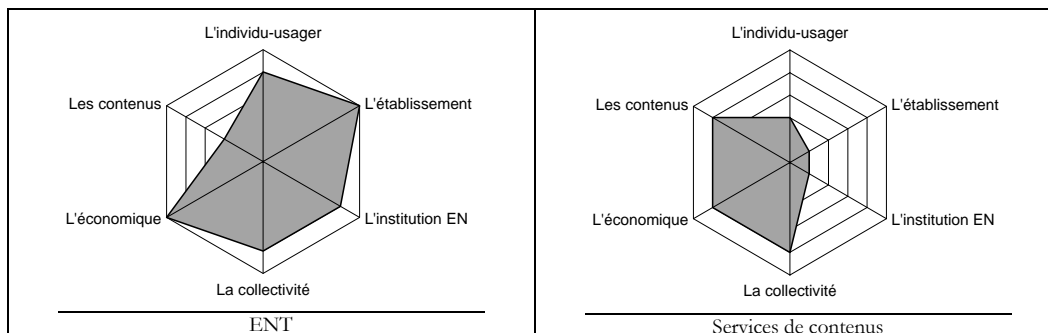 L'individu-usager
Les contenus
L'établissement
L'économique
L'institution EN
La collectivité
ENT
L'individu-usager
Les contenus
L'établissement
L'économique
L'institution EN
La collectivité
Services de contenus